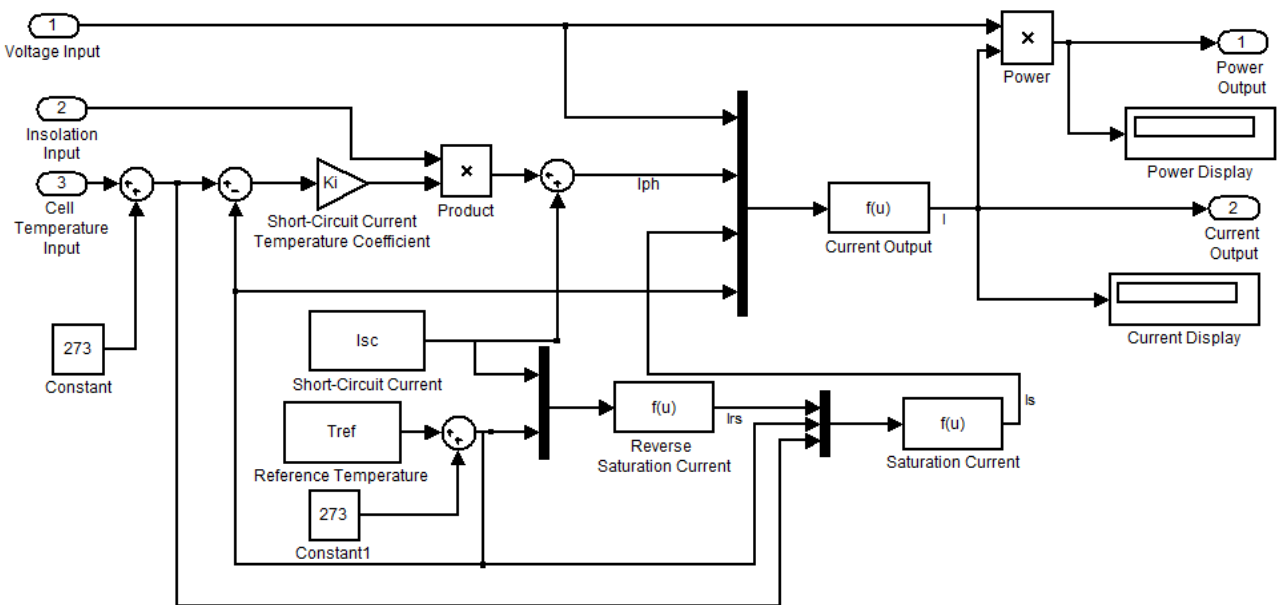 1
Voltage Input
×
Power
1
Power
Output
2
Insolation
Input
Power Display
3
Cell
Temperature
Input
+
+
+
−
Ki
Short-Circuit Current
Temperature Coefficient
×
Product
+
+
Iph
f(u)
Current Output
I
2
Current
Output
Current Display
273
Constant
Isc
Short-Circuit Current
Tref
Reference Temperature
+
+
273
Constant1
f(u)
Reverse
Saturation Current
Irs
f(u)
Saturation Current
Is